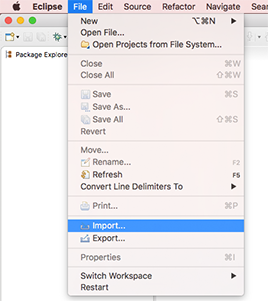 Eclipse File Edit Source Refactor Navigate
New ⌥⌘N ▶
Open File...
Open Projects from File System...
Package Explore
Close ⌘W
Close All ⇧⌘W
Save ⌘S
Save As...
Save All ⇧⌘S
Revert
Move...
Rename... F2
Refresh F5
Convert Line Delimiters To ▶
Print... ⌘P
Import...
Export...
Properties ⌘I
Switch Workspace ▶
Restart